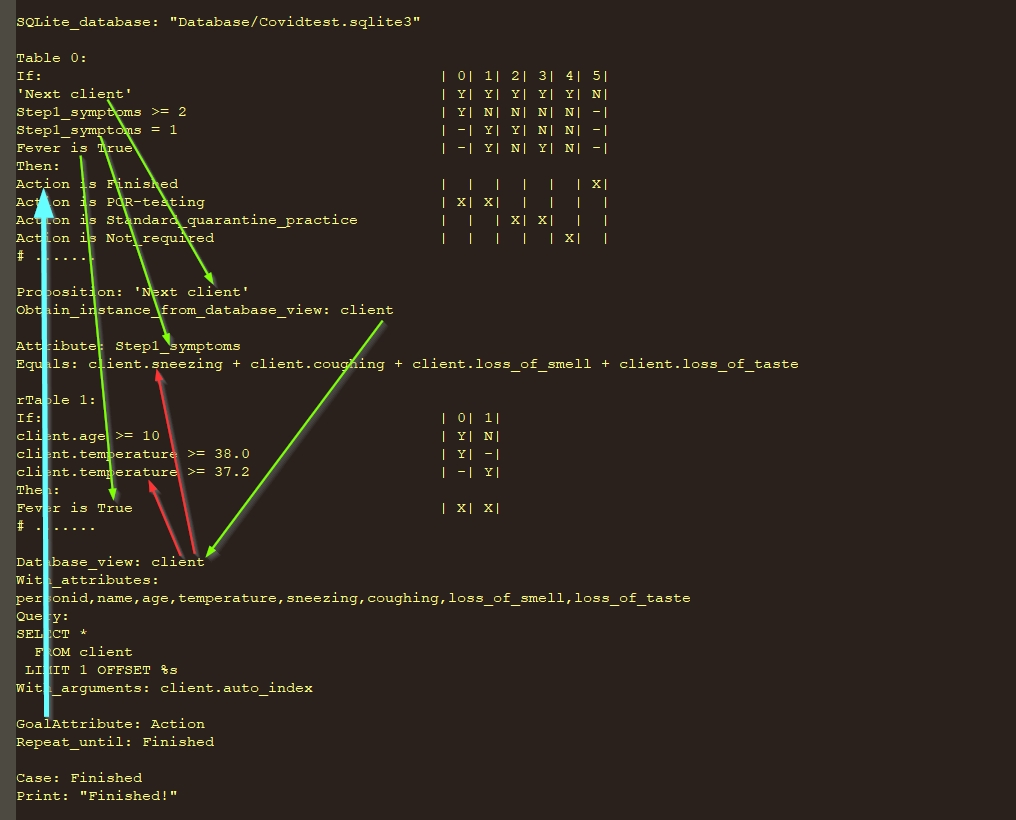 SQLite_database: "Database/Covidtest.sqlite3"
Table 0:
If: | 0| 1| 2| 3| 4| 5|
'Next client' | Y| Y| Y| Y| Y| N|
Step1_symptoms >= 2 | Y| N| N| N| N| -|
Step1_symptoms = 1 | -| Y| Y| N| N| -|
Fever is True | -| Y| N| Y| N| -|
Then:
Action is Finished | | | | | | X|
Action is PCR-testing | X| X| | | | |
Action is Standard_quarantine_practice | | | X| X| | |
Action is Not_required | | | | | X| |
# .......
Proposition: 'Next client'
Obtain_instance_from_database_view: client
Attribute: Step1_symptoms
Equals: client.sneezing + client.coughing + client.loss_of_smell + client.loss_of_taste
rTable 1:
If: | 0| 1|
client.age >= 10 | Y| N|
client.temperature >= 38.0 | Y| -|
client.temperature >= 37.2 | -| Y|
Then:
Fever is True | X| X|
# .......
Database_view: client
With_attributes:
personid,name,age,temperature,sneezing,coughing,loss_of_smell,loss_of_taste
Query:
SELECT *
FROM client
LIMIT 1 OFFSET %s
With_arguments: client.auto_index
GoalAttribute: Action
Repeat_until: Finished
Case: Finished
Print: "Finished!"